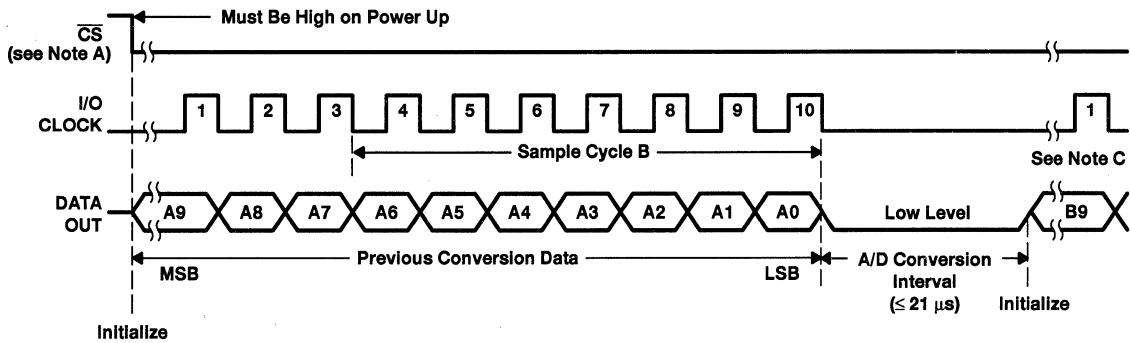 Must Be High on Power Up
CS
(see Note A)
I/O
CLOCK
1 2 3 4 5 6 7 8 9 10 1
Sample Cycle B
See Note C
DATA
OUT
A9 A8 A7 A6 A5 A4 A3 A2 A1 A0 Low Level B9
Previous Conversion Data
MSB LSB
A/D Conversion
Interval
(≤ 21 μs)
Initialize
Initialize